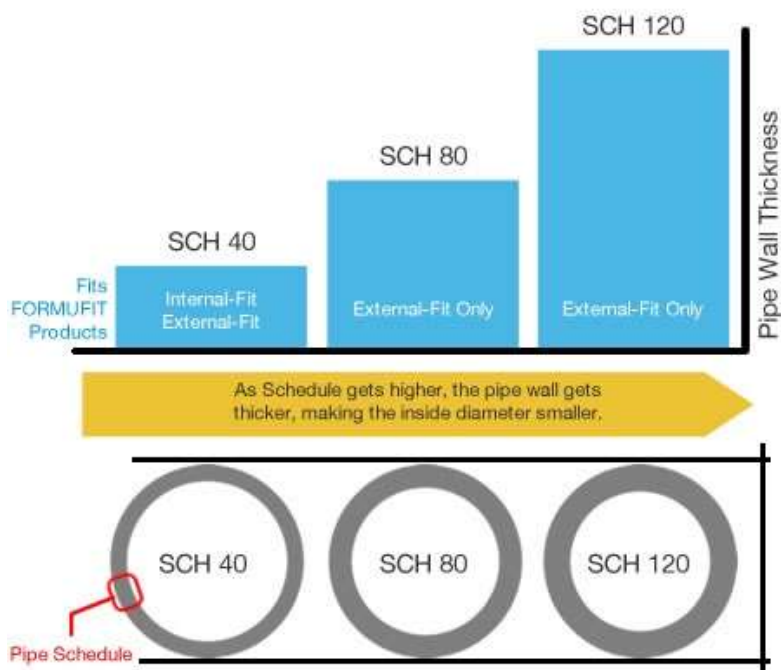 SCH 120
SCH 80
SCH 40
Fits
FORMUFIT
Products
Internal-Fit
External-Fit
External-Fit Only
External-Fit Only
Pipe Wall Thickness
As Schedule gets higher, the pipe wall gets
thicker, making the inside diameter smaller.
SCH 40
SCH 80
SCH 120
Pipe Schedule